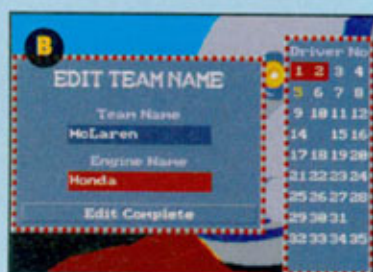 B
EDIT TEAM NAME
Team Name
McLaren
Engine Name
Honda
Edit Complete
Driver No
1 2 3 4
5 6 7 8
9 10 11 12
14 15 16
17 18 19 20
21 22 23 24
25 26 27 28
29 30 31
32 33 34 35